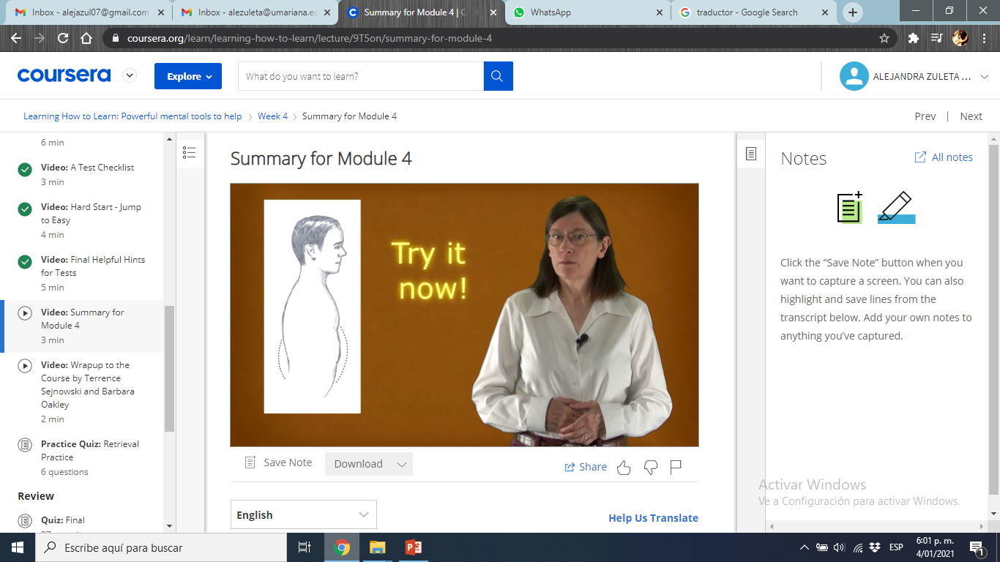 Inbox - alejazul07@gmail.com
Inbox - alezuleta@umariana.ec
Summary for Module 4 |
WhatsApp
traductor - Google Search
coursera.org/learn/learning-how-to-learn/lecture/9T5on/summary-for-module-4
coursera
Explore
What do you want to learn?
ALEJANDRA ZULETA ...
Learning How to Learn: Powerful mental tools to help
Week 4
Summary for Module 4
Prev | Next
6 min
Video: A Test Checklist
3 min
Video: Hard Start - Jump
to Easy
4 min
Video: Final Helpful Hints
for Tests
5 min
Video: Summary for
Module 4
3 min
Video: Wrapup to the
Course by Terrence
Sejnowski and Barbara
Oakley
2 min
Practice Quiz: Retrieval
Practice
6 questions
Review
Quiz: Final
Summary for Module 4
Try it
now!
Save Note
Download
Share
English
Help Us Translate
Notes
All notes
Click the “Save Note” button when you
want to capture a screen. You can also
highlight and save lines from the
transcript below. Add your own notes to
anything you’ve captured.
Activar Windows
Ve a Configuración para activar Windows.
Escribe aquí para buscar
ESP
6:01 p. m.
4/01/2021
1